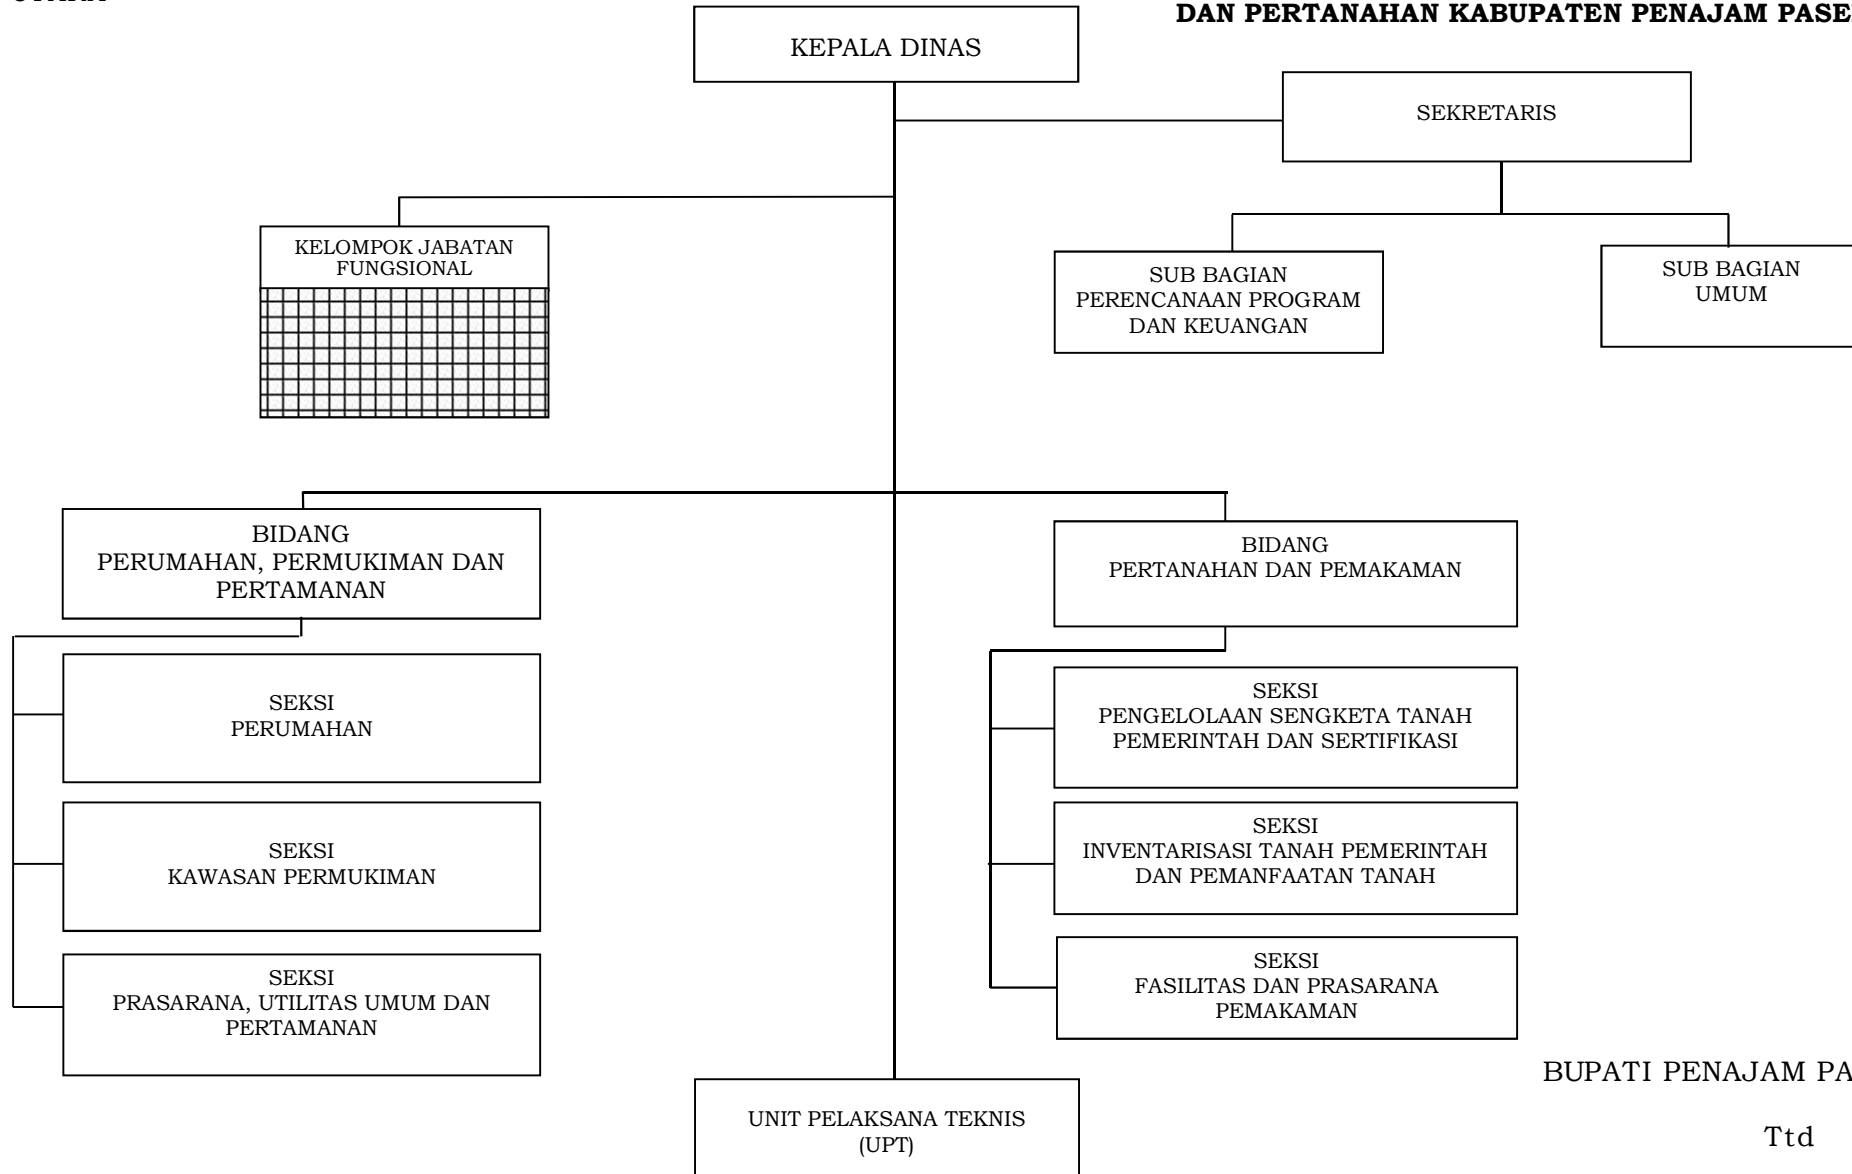 DAN PERTANAHAN KABUPATEN PENAJAM PASE
KEPALA DINAS
SEKRETARIS
KELOMPOK JABATAN
FUNGSIONAL
SUB BAGIAN
PERENCANAAN PROGRAM
DAN KEUANGAN
SUB BAGIAN
UMUM
BIDANG
PERUMAHAN, PERMUKIMAN DAN
PERTAMANAN
BIDANG
PERTANAHAN DAN PEMAKAMAN
SEKSI
PERUMAHAN
SEKSI
KAWASAN PERMUKIMAN
SEKSI
PRASARANA, UTILITAS UMUM DAN
PERTAMANAN
SEKSI
PENGELOLAAN SENGKETA TANAH
PEMERINTAH DAN SERTIFIKASI
SEKSI
INVENTARISASI TANAH PEMERINTAH
DAN PEMANFAATAN TANAH
SEKSI
FASILITAS DAN PRASARANA
PEMAKAMAN
UNIT PELAKSANA TEKNIS
(UPT)
BUPATI PENAJAM PA
Ttd